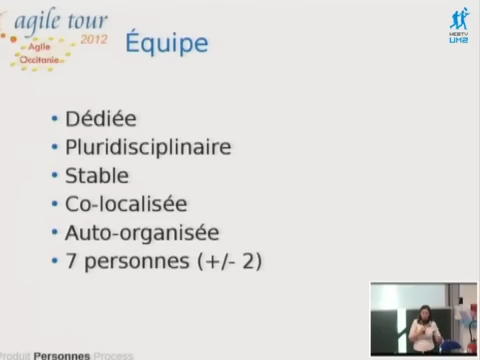 agile tour
2012
Agile
Occitanie
Équipe
WEBTV
UM2
• Dédiée
• Pluridisciplinaire
• Stable
• Co-localisée
• Auto-organisée
• 7 personnes (+/- 2)
Produit Personnes Process